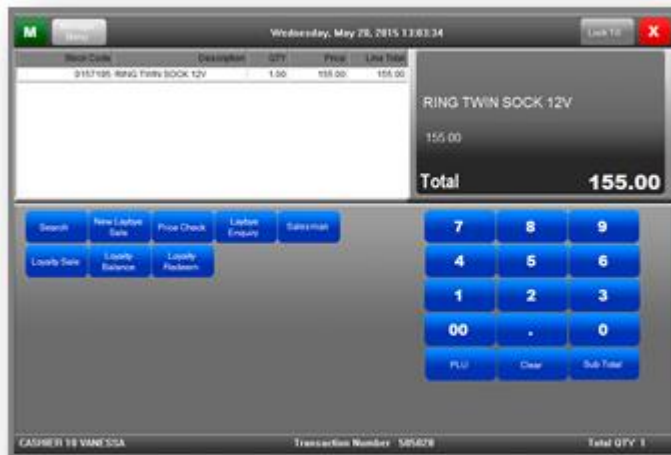 M Menu Wednesday, May 20, 2015 13:03:34 Lock Till X
Stock Code Description QTY Price Line Total
0157195 RING TWIN SOCK 12V 1.00 155.00 155.00
RING TWIN SOCK 12V
155.00
Total 155.00
Search New Laybye Sale Price Check Laybye Enquiry Salesman
Loyalty Sale Loyalty Balance Loyalty Redeem
7 8 9
4 5 6
1 2 3
00 . 0
PLU Clear Sub Total
CASHIER 10 VANESSA Transaction Number 505020 Total QTY 1